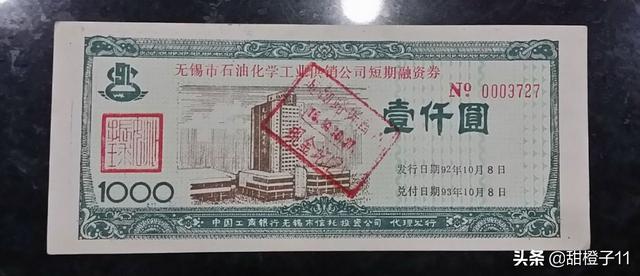 无锡市石油化学工业供销公司短期融资券
No 0003727
壹仟圆
发行日期92年10月8日
兑付日期93年10月8日
1000
中国工商银行无锡市信托投资公司 代理发行
头条 @甜橙子11